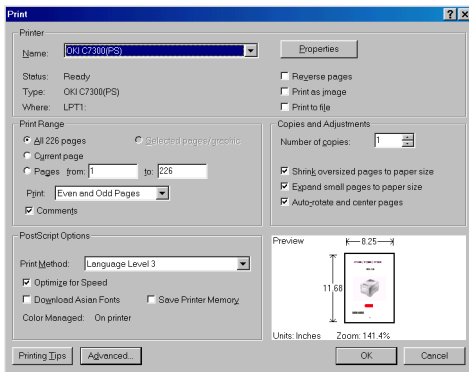 Print
Printer
Name: OKI C7300(PS)
Properties
Status: Ready
Type: OKI C7300(PS)
Where: LPT1:
Reverse pages
Print as image
Print to file
Print Range
All 226 pages
Selected pages/graphic
Current page
Pages from: 1 to: 226
Print: Even and Odd Pages
Comments
Copies and Adjustments
Number of copies: 1
Shrink oversized pages to paper size
Expand small pages to paper size
Auto-rotate and center pages
PostScript Options
Print Method: Language Level 3
Optimize for Speed
Download Asian Fonts
Save Printer Memory
Color Managed: On printer
Preview
8.25
11.68
Units: Inches Zoom: 141.4%
Printing Tips
Advanced...
OK
Cancel